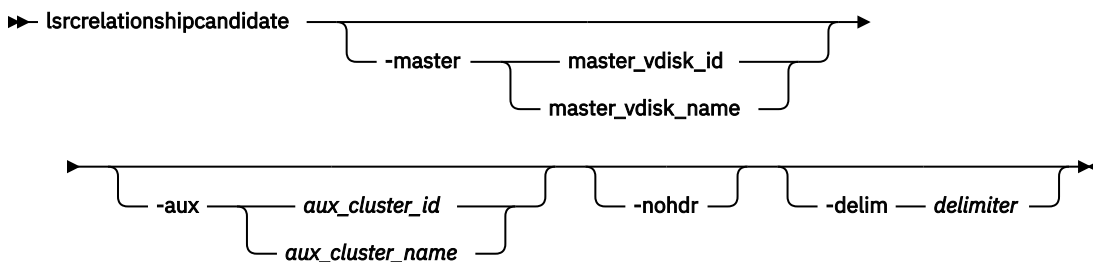 lsrcrelationshipcandidate
-master master_vdisk_id
master_vdisk_name
-aux aux_cluster_id -nohdr -delim delimiter
aux_cluster_name